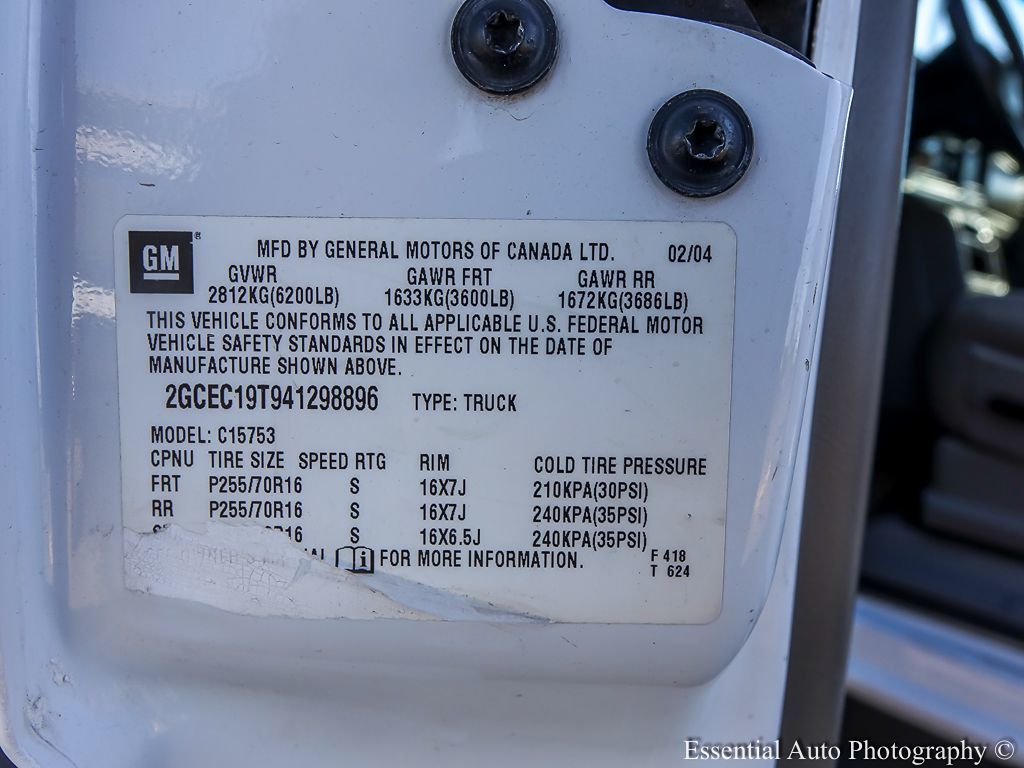 GM ®
MFD BY GENERAL MOTORS OF CANADA LTD. 02/04
GVWR GAWR FRT GAWR RR
2812KG(6200LB) 1633KG(3600LB) 1672KG(3686LB)
THIS VEHICLE CONFORMS TO ALL APPLICABLE U.S. FEDERAL MOTOR
VEHICLE SAFETY STANDARDS IN EFFECT ON THE DATE OF
MANUFACTURE SHOWN ABOVE.
2GCEC19T941298896 TYPE: TRUCK
MODEL: C15753
CPNU TIRE SIZE SPEED RTG RIM COLD TIRE PRESSURE
FRT P255/70R16 S 16X7J 210KPA(30PSI)
RR P255/70R16 S 16X7J 240KPA(35PSI)
S 16X6.5J 240KPA(35PSI)
FOR MORE INFORMATION. F 418
T 624
Essential Auto Photography ©